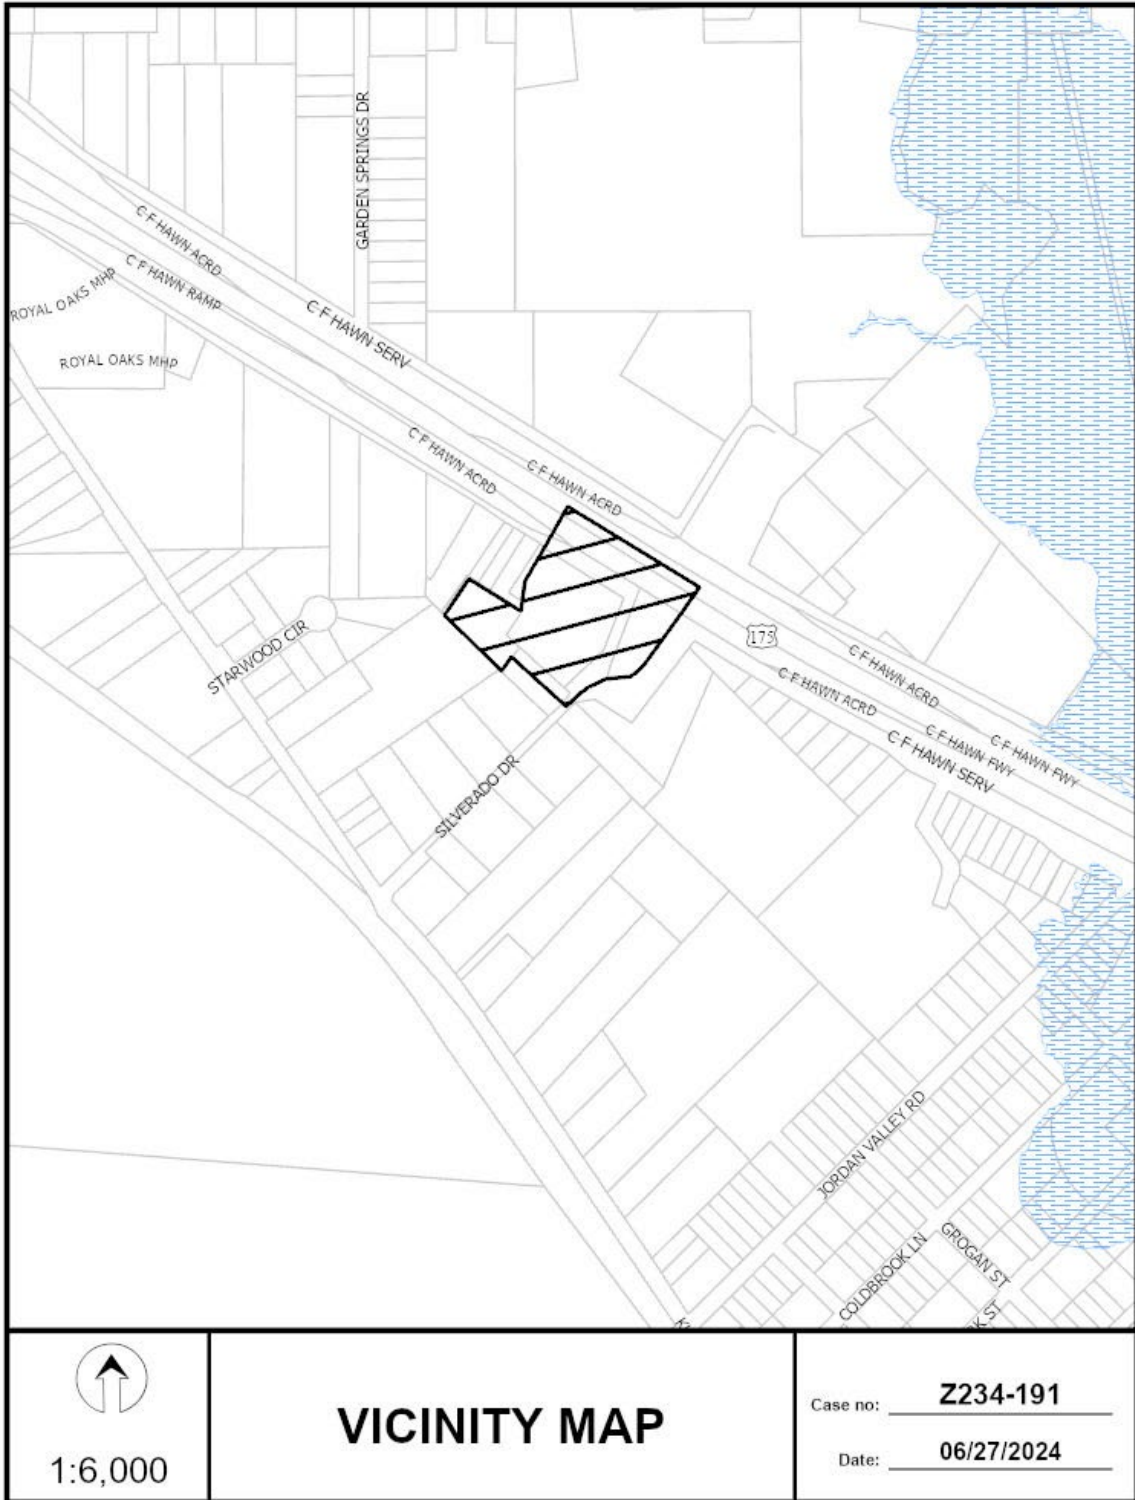 GARDEN SPRINGS DR
C F HAWN ACRD
C F HAWN RAMP
ROYAL OAKS MHP
C F HAWN SERV
ROYAL OAKS MHP
C F HAWN ACRD
C F HAWN ACRD
175
STARWOOD CIR
C F HAWN ACRD
C F HAWN ACRD
C F HAWN FWY
C F HAWN FWY
C F HAWN SERV
SILVERADO DR
JORDAN VALLEY RD
COLDBROOK LN
GROGAN ST
1:6,000
VICINITY MAP
Case no: Z234-191
Date: 06/27/2024